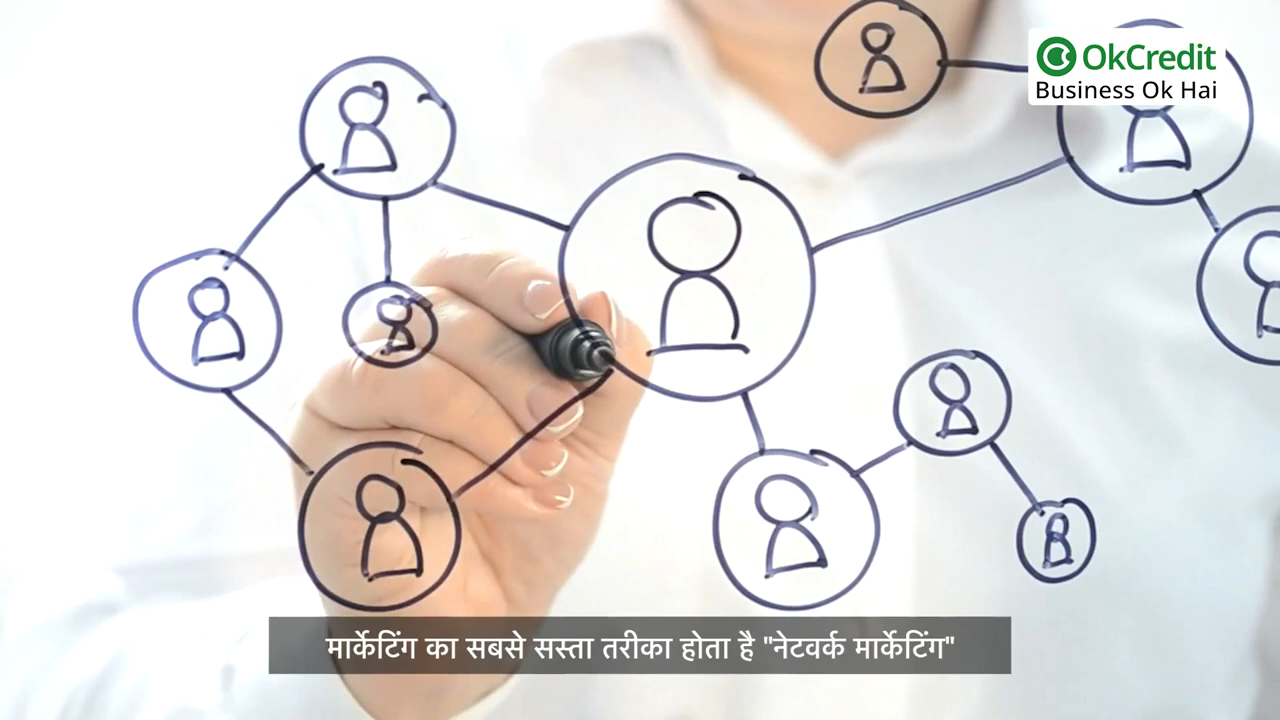 OkCredit
Business Ok Hai
मार्केटिंग का सबसे सस्ता तरीका होता है "नेटवर्क मार्केटिंग"